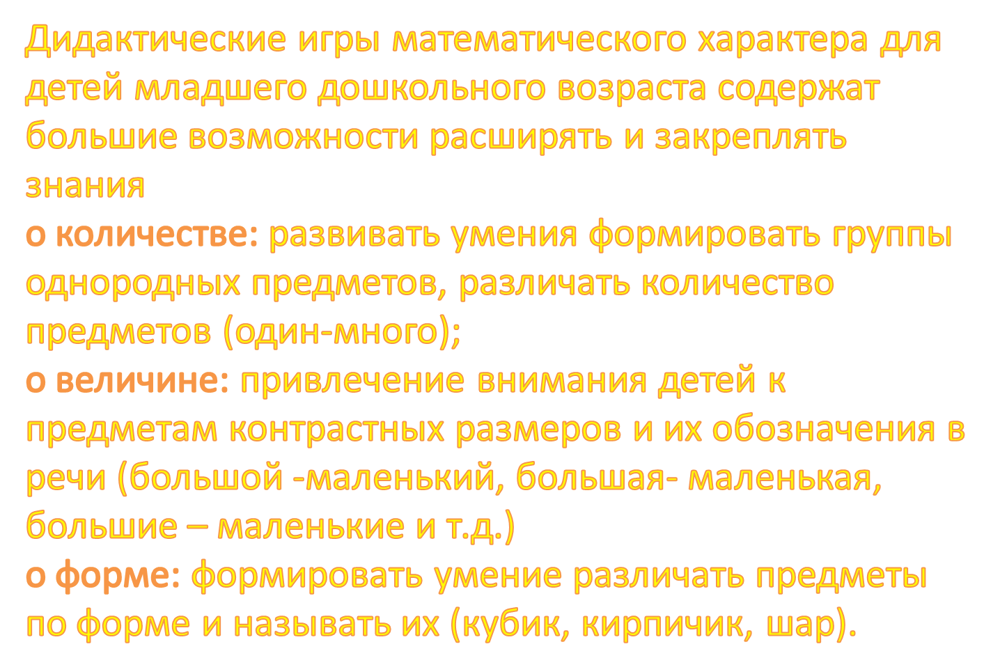 Дидактические игры математического характера для
детей младшего дошкольного возраста содержат
большие возможности расширять и закреплять
знания
о количестве: развивать умения формировать группы
однородных предметов, различать количество
предметов (один-много);
о величине: привлечение внимания детей к
предметам контрастных размеров и их обозначения в
речи (большой -маленький, большая- маленькая,
большие – маленькие и т.д.)
о форме: формировать умение различать предметы
по форме и называть их (кубик, кирпичик, шар).